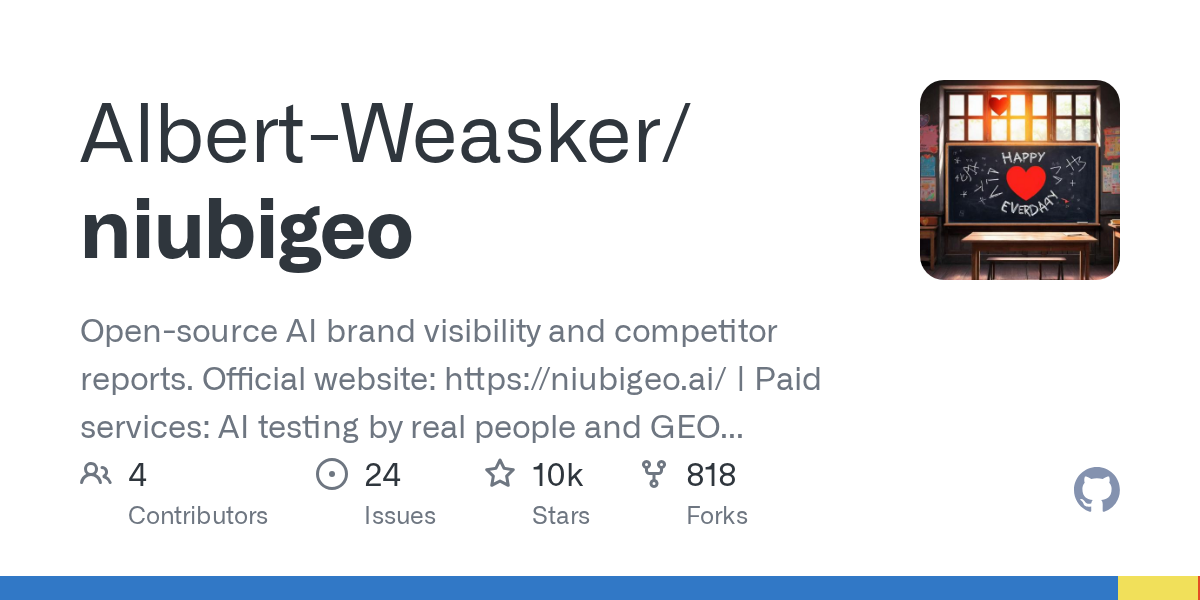 Albert-Weasker/
niubigeo
Open-source AI brand visibility and competitor
reports. Official website: https://niubigeo.ai/ | Paid
services: AI testing by real people and GEO...
4
Contributors
24
Issues
10k
Stars
818
Forks
HAPPY
EVERDAAY